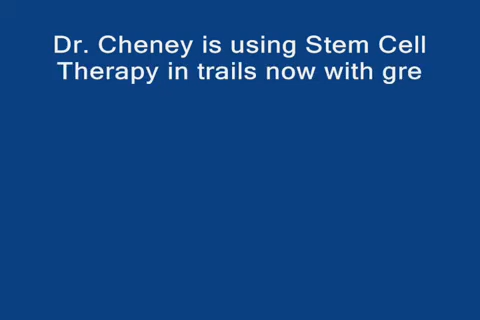 Dr. Cheney is using Stem Cell
Therapy in trails now with gre